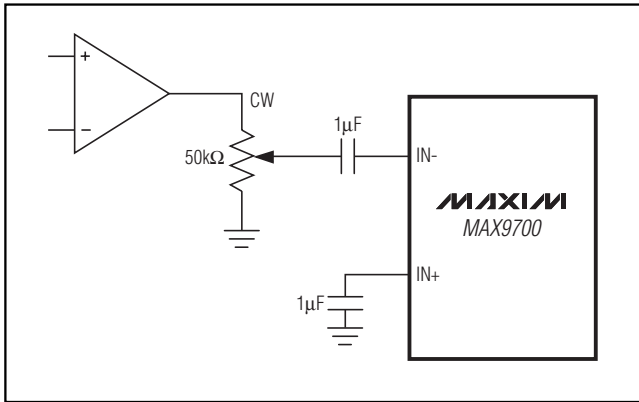 +
−
CW
50kΩ
1μF
IN-
MAXIM
MAX9700
IN+
1μF